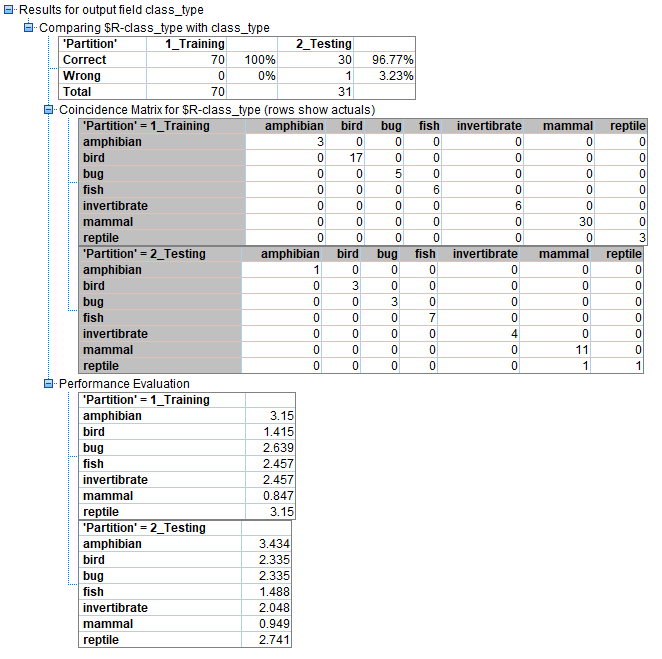 Results for output field class_type
Comparing $R-class_type with class_type
'Partition' 1_Training 2_Testing
Correct 70 100% 30 96.77%
Wrong 0 0% 1 3.23%
Total 70 31
Coincidence Matrix for $R-class_type (rows show actuals)
'Partition' = 1_Training amphibian bird bug fish invertibrate mammal reptile
amphibian 3 0 0 0 0 0 0
bird 0 17 0 0 0 0 0
bug 0 0 5 0 0 0 0
fish 0 0 0 6 0 0 0
invertibrate 0 0 0 0 6 0 0
mammal 0 0 0 0 0 30 0
reptile 0 0 0 0 0 0 3
'Partition' = 2_Testing amphibian bird bug fish invertibrate mammal reptile
amphibian 1 0 0 0 0 0 0
bird 0 3 0 0 0 0 0
bug 0 0 3 0 0 0 0
fish 0 0 0 7 0 0 0
invertibrate 0 0 0 0 4 0 0
mammal 0 0 0 0 0 11 0
reptile 0 0 0 0 0 1 1
Performance Evaluation
'Partition' = 1_Training
amphibian 3.15
bird 1.415
bug 2.639
fish 2.457
invertibrate 2.457
mammal 0.847
reptile 3.15
'Partition' = 2_Testing
amphibian 3.434
bird 2.335
bug 2.335
fish 1.488
invertibrate 2.048
mammal 0.949
reptile 2.741